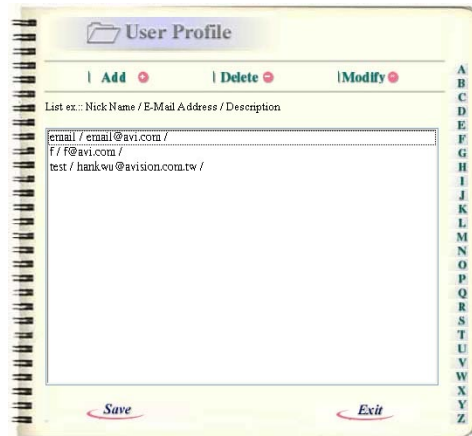 User Profile
Add Delete Modify
List ex.:: Nick Name / E-Mail Address / Description
email / email@avi.com /
f / f@avi.com /
test / hankwu@avision.com.tw /
Save Exit
A
B
C
D
E
F
G
H
I
J
K
L
M
N
O
P
Q
R
S
T
U
V
W
X
Y
Z